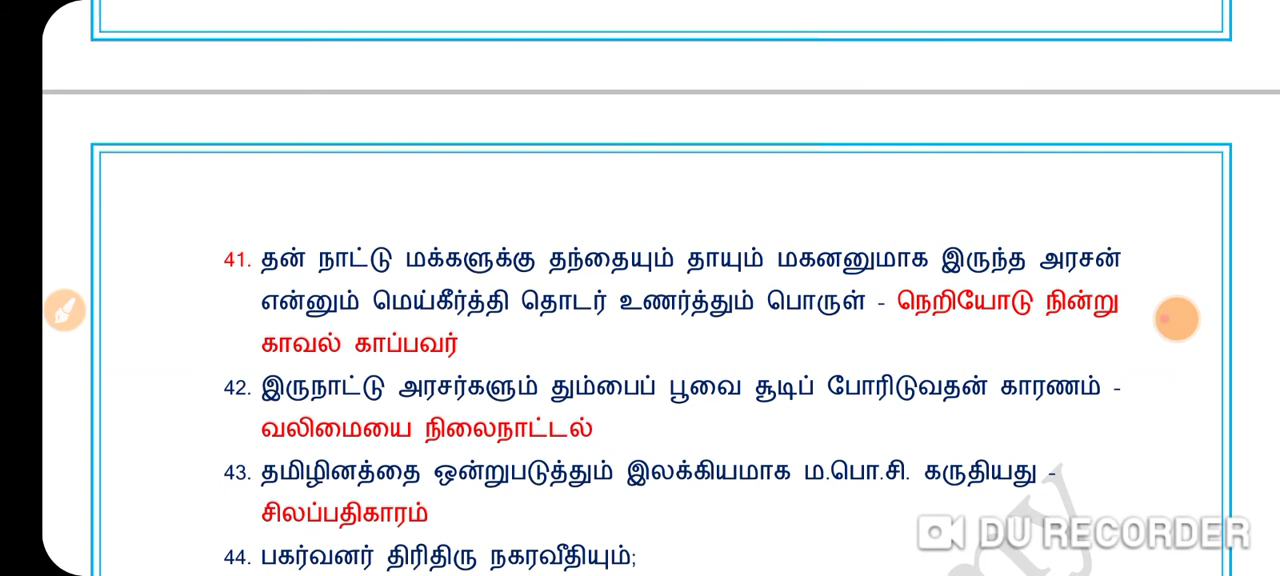 41. தன் நாட்டு மக்களுக்கு தந்தையும் தாயும் மகனனுமாக இருந்த அரசன்
என்னும் மெய்கீர்த்தி தொடர் உணர்த்தும் பொருள் - நெறியோடு நின்று
காவல் காப்பவர்
42. இருநாட்டு அரசர்களும் தும்பைப் பூவை சூடிப் போரிடுவதன் காரணம் -
வலிமையை நிலைநாட்டல்
43. தமிழினத்தை ஒன்றுபடுத்தும் இலக்கியமாக ம.பொ.சி. கருதியது -
சிலப்பதிகாரம்
DU RECORDER
44. பகர்வனர் திரிதிரு நகரவீதியும்;